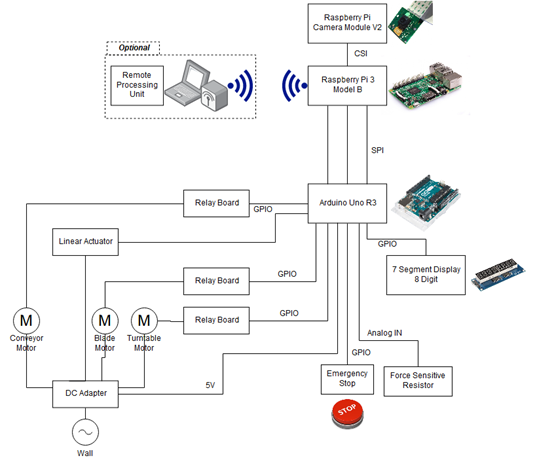 Raspberry Pi
Camera Module V2
Optional
CSI
Remote
Processing
Unit
Raspberry Pi 3
Model B
SPI
Relay Board
GPIO
Arduino Uno R3
Linear Actuator
GPIO
7 Segment Display
8 Digit
Relay Board
GPIO
M
Conveyor
Motor
M
Blade
Motor
M
Turntable
Motor
Relay Board
GPIO
Analog IN
GPIO
Emergency
Stop
Force Sensitive
Resistor
DC Adapter
5V
STOP
Wall